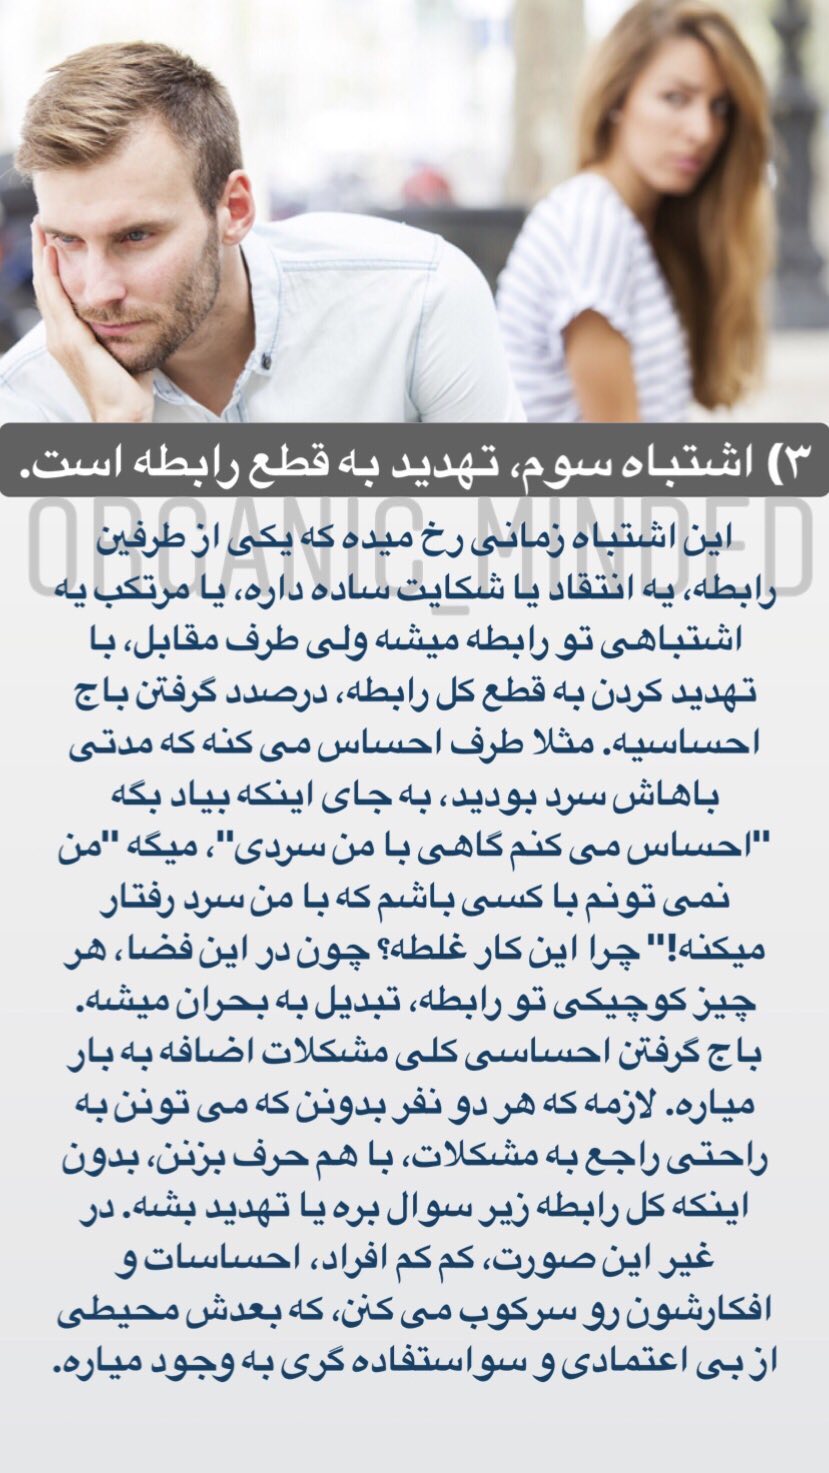 ۳) اشتباه سوم، تهدید به قطع رابطه است.
ORGANIC_MINDED
این اشتباه زمانی رخ میده که یکی از طرفین
رابطه، یه انتقاد یا شکایت ساده داره، یا مرتکب یه
اشتباهی تو رابطه میشه ولی طرف مقابل، با
تهدید کردن به قطع کل رابطه، درصدد گرفتن باج
احساسیه. مثلا طرف احساس می کنه که مدتی
باهاش سرد بودید، به جای اینکه بیاد بگه
"احساس می کنم گاهی با من سردی"، میگه "من
نمی تونم با کسی باشم که با من سرد رفتار
میکنه!" چرا این کار غلطه؟ چون در این فضا، هر
چیز کوچیکی تو رابطه، تبدیل به بحران میشه.
باج گرفتن احساسی کلی مشکلات اضافه به بار
میاره. لازمه که هر دو نفر بدونن که می تونن به
راحتی راجع به مشکلات، با هم حرف بزنن، بدون
اینکه کل رابطه زیر سوال بره یا تهدید بشه. در
غیر این صورت، کم کم افراد، احساسات و
افکارشون رو سرکوب می کنن، که بعدش محیطی
از بی اعتمادی و سواستفاده گری به وجود میاره.